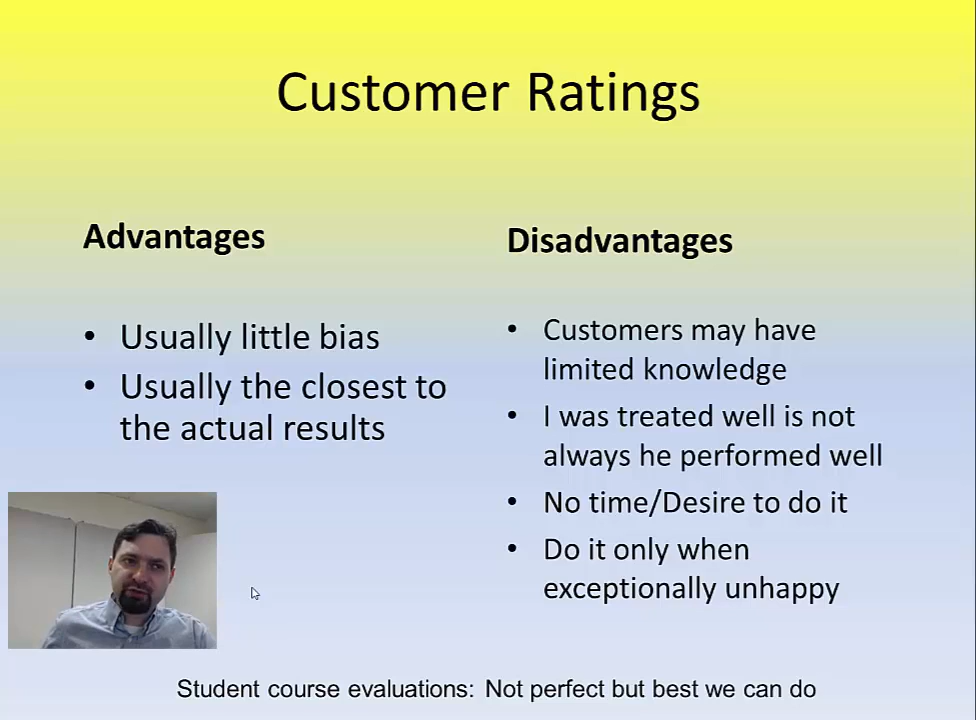 Customer Ratings
Advantages
• Usually little bias
• Usually the closest to
the actual results
Disadvantages
• Customers may have
limited knowledge
• I was treated well is not
always he performed well
• No time/Desire to do it
• Do it only when
exceptionally unhappy
Student course evaluations: Not perfect but best we can do